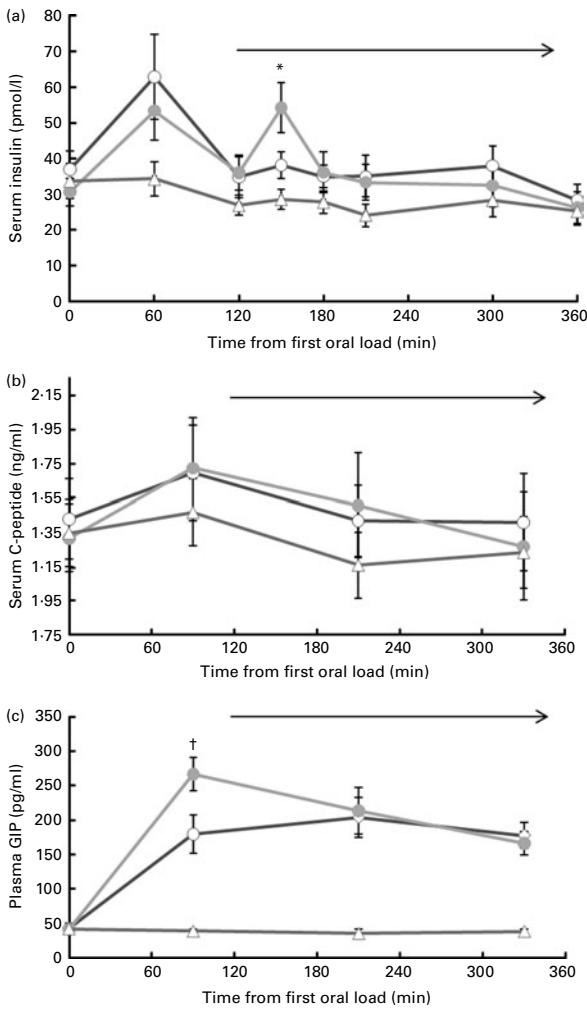 (a)
80
70
60
50
40
30
20
10
0
Serum insulin (pmol/l)
*
0 60 120 180 240 300 360
Time from first oral load (min)
(b)
2·15
1·95
1·75
1·55
1·35
1·15
1·95
1·75
Serum C-peptide (ng/ml)
0 60 120 180 240 300 360
Time from first oral load (min)
(c)
350
300
250
200
150
100
50
0
Plasma GIP (pg/ml)
†
0 60 120 180 240 300 360
Time from first oral load (min)